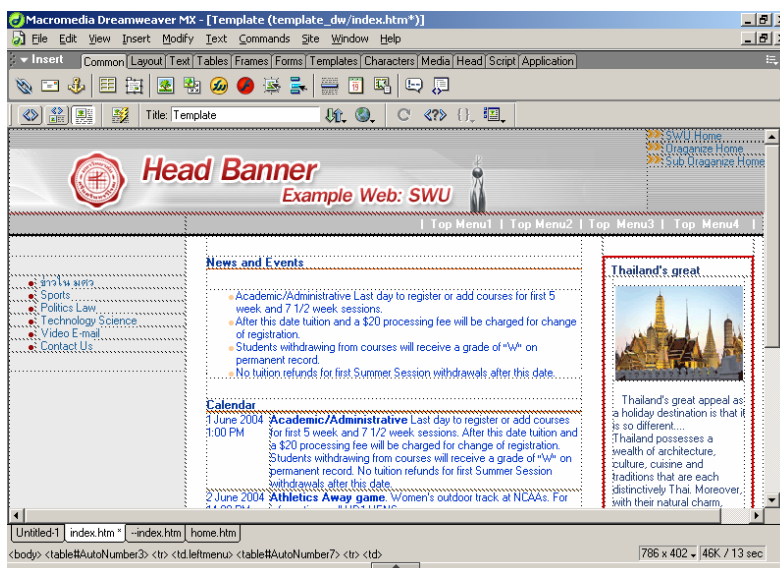 Macromedia Dreamweaver MX - [Template (template_dw/index.htm*)]
File Edit View Insert Modify Text Commands Site Window Help
Insert Common Layout Text Tables Frames Forms Templates Characters Media Head Script Application
Title: Template
SWU Home
Oraganize Home
Sub Oraganize Home
Head Banner
Example Web: SWU
| Top Menu1 | Top Menu2 | Top Menu3 | Top Menu4 |
ข่าวใน มศว
Sports
Politics Law
Technology Science
Video E-mail
Contact Us
News and Events
Academic/Administrative Last day to register or add courses for first 5
week and 7 1/2 week sessions.
After this date tuition and a $20 processing fee will be charged for change
of registration.
Students withdrawing from courses will receive a grade of "W" on
permanent record.
No tuition refunds for first Summer Session withdrawals after this date.
Calendar
1 June 2004
1:00 PM
Academic/Administrative Last day to register or add courses
for first 5 week and 7 1/2 week sessions. After this date tuition and
a $20 processing fee will be charged for change of registration.
Students withdrawing from courses will receive a grade of "W" on
permanent record. No tuition refunds for first Summer Session
withdrawals after this date.
2 June 2004
Athletics Away game. Women's outdoor track at NCAAs. For
Thailand's great
Thailand's great appeal as
a holiday destination is that it
is so different....
Thailand possesses a
wealth of architecture,
culture, cuisine and
traditions that are each
distinctively Thai. Moreover,
with their natural charm,
Untitled-1 index.htm * --index.htm home.htm
<body> <table#AutoNumber3> <tr> <td.leftmenu> <table#AutoNumber7> <tr> <td> 786 x 402 46K / 13 sec